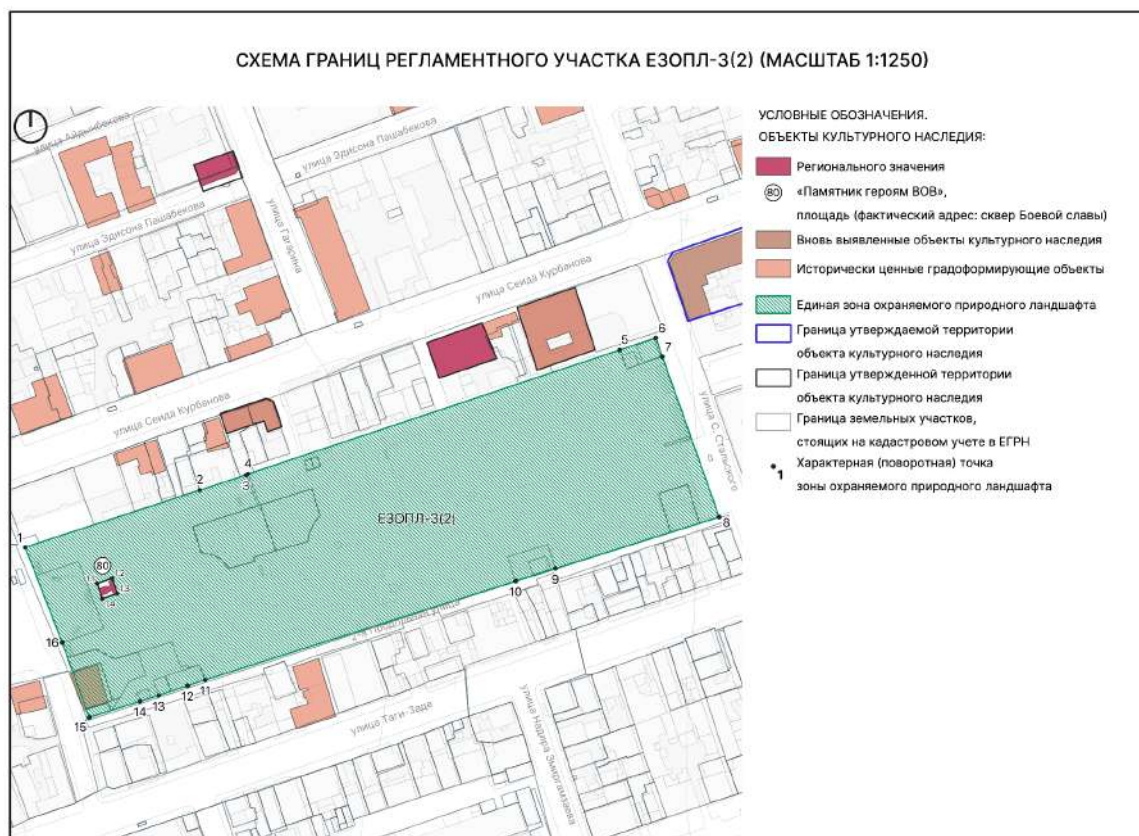 СХЕМА ГРАНИЦ РЕГЛАМЕНТНОГО УЧАСТКА ЕЗОПЛ-3(2) (МАСШТАБ 1:1250)
УСЛОВНЫЕ ОБОЗНАЧЕНИЯ.
ОБЪЕКТЫ КУЛЬТУРНОГО НАСЛЕДИЯ:
Регионального значения
80 «Памятник героям ВОВ»,
площадь (фактический адрес: сквер Боевой славы)
Вновь выявленные объекты культурного наследия
Исторически ценные градоформирующие объекты
Единая зона охраняемого природного ландшафта
Граница утверждаемой территории
объекта культурного наследия
Граница утвержденной территории
объекта культурного наследия
Граница земельных участков,
стоящих на кадастровом учете в ЕГРН
1 Характерная (поворотная) точка
зоны охраняемого природного ландшафта
улица Айдынбекова
улица Эдисона Пашабекова
улица Эдисона Пашабекова
улица Гагарина
улица Сеида Курбанова
улица Сеида Курбанова
улица С. Стальского
ЕЗОПЛ-3(2)
улица Таги-Заде
улица Надира Эмиргамзаева
1
2
3
4
5
6
7
8
9
10
11
12
13
14
15
16
80